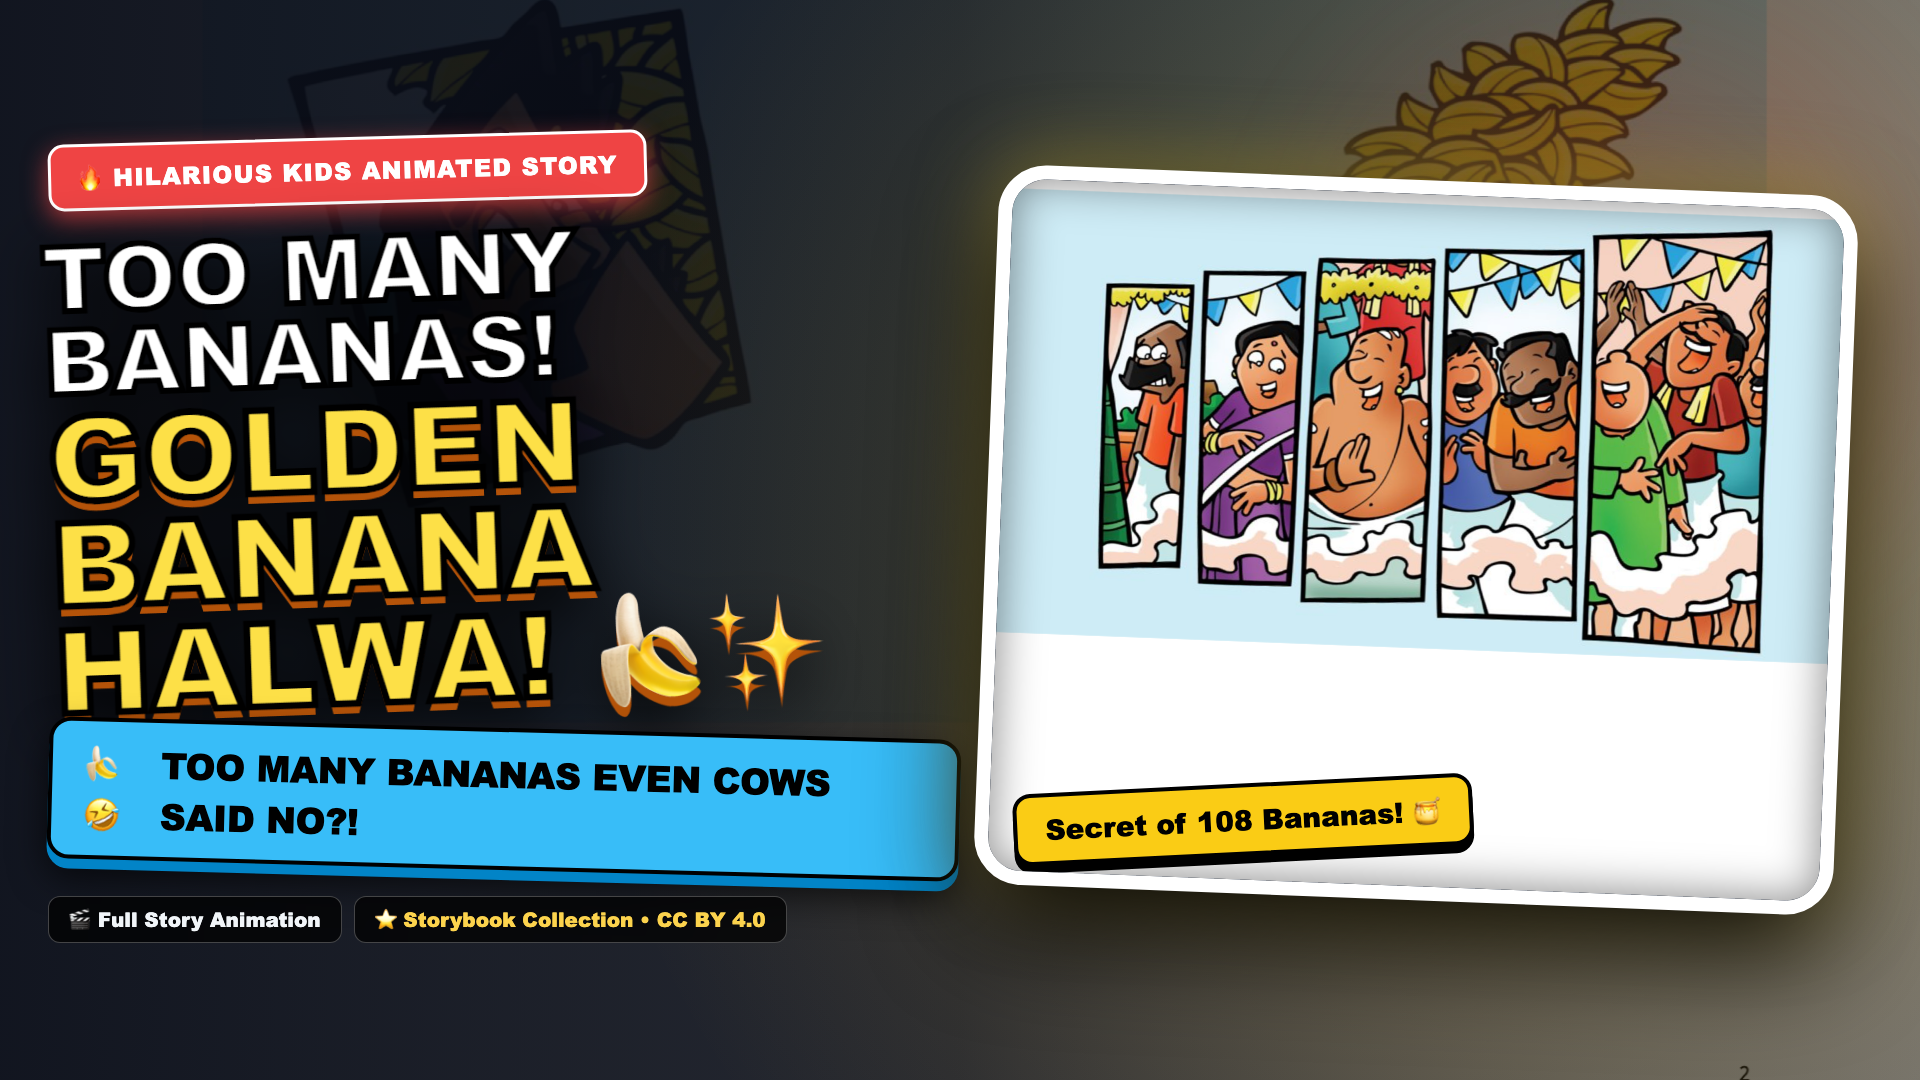 🔥 HILARIOUS KIDS ANIMATED STORY
TOO MANY
BANANAS!
GOLDEN
BANANA
HALWA! 🍌✨
🍌 TOO MANY BANANAS EVEN COWS
🤣 SAID NO?!
🎬 Full Story Animation
⭐ Storybook Collection • CC BY 4.0
Secret of 108 Bananas! 🍯
2